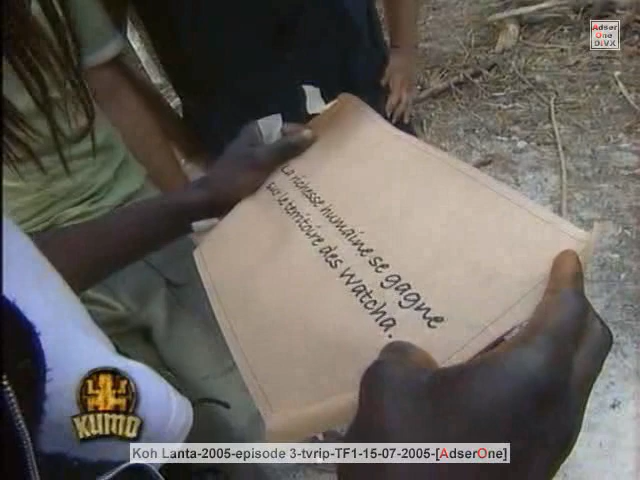 Adser
One
DiVX
La richesse humaine se gagne
sur le territoire des Watcha.
KUMO
Koh Lanta-2005-episode 3-tvrip-TF1-15-07-2005-[AdserOne]